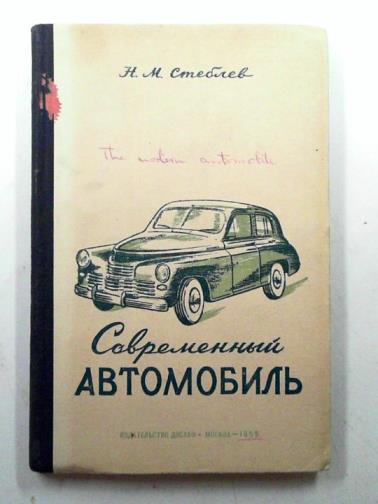 Н. М. Стеблев
The modern automobile
Современный
АВТОМОБИЛЬ
ИЗДАТЕЛЬСТВО ДОСААФ • МОСКВА—1955